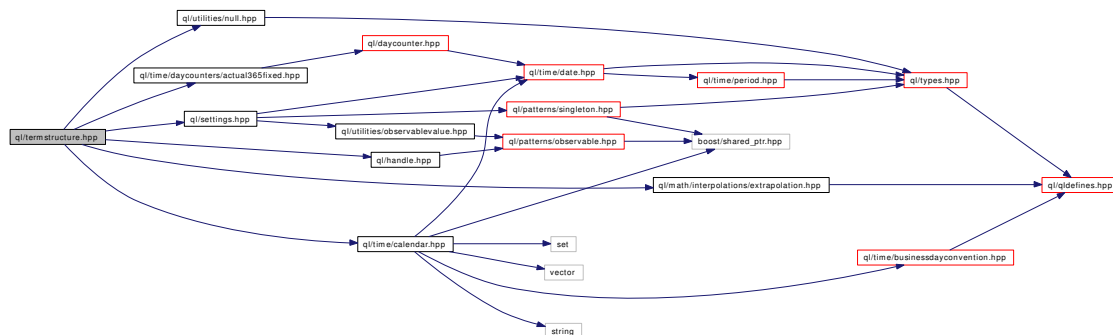 ql/utilities/null.hpp
ql/daycounter.hpp
ql/time/daycounters/actual365fixed.hpp
ql/time/date.hpp
ql/time/period.hpp
ql/types.hpp
ql/patterns/singleton.hpp
ql/settings.hpp
ql/utilities/observablevalue.hpp
ql/termstructure.hpp
ql/patterns/observable.hpp
boost/shared_ptr.hpp
ql/handle.hpp
ql/math/interpolations/extrapolation.hpp
ql/qldefines.hpp
ql/time/calendar.hpp
set
ql/time/businessdayconvention.hpp
vector
string